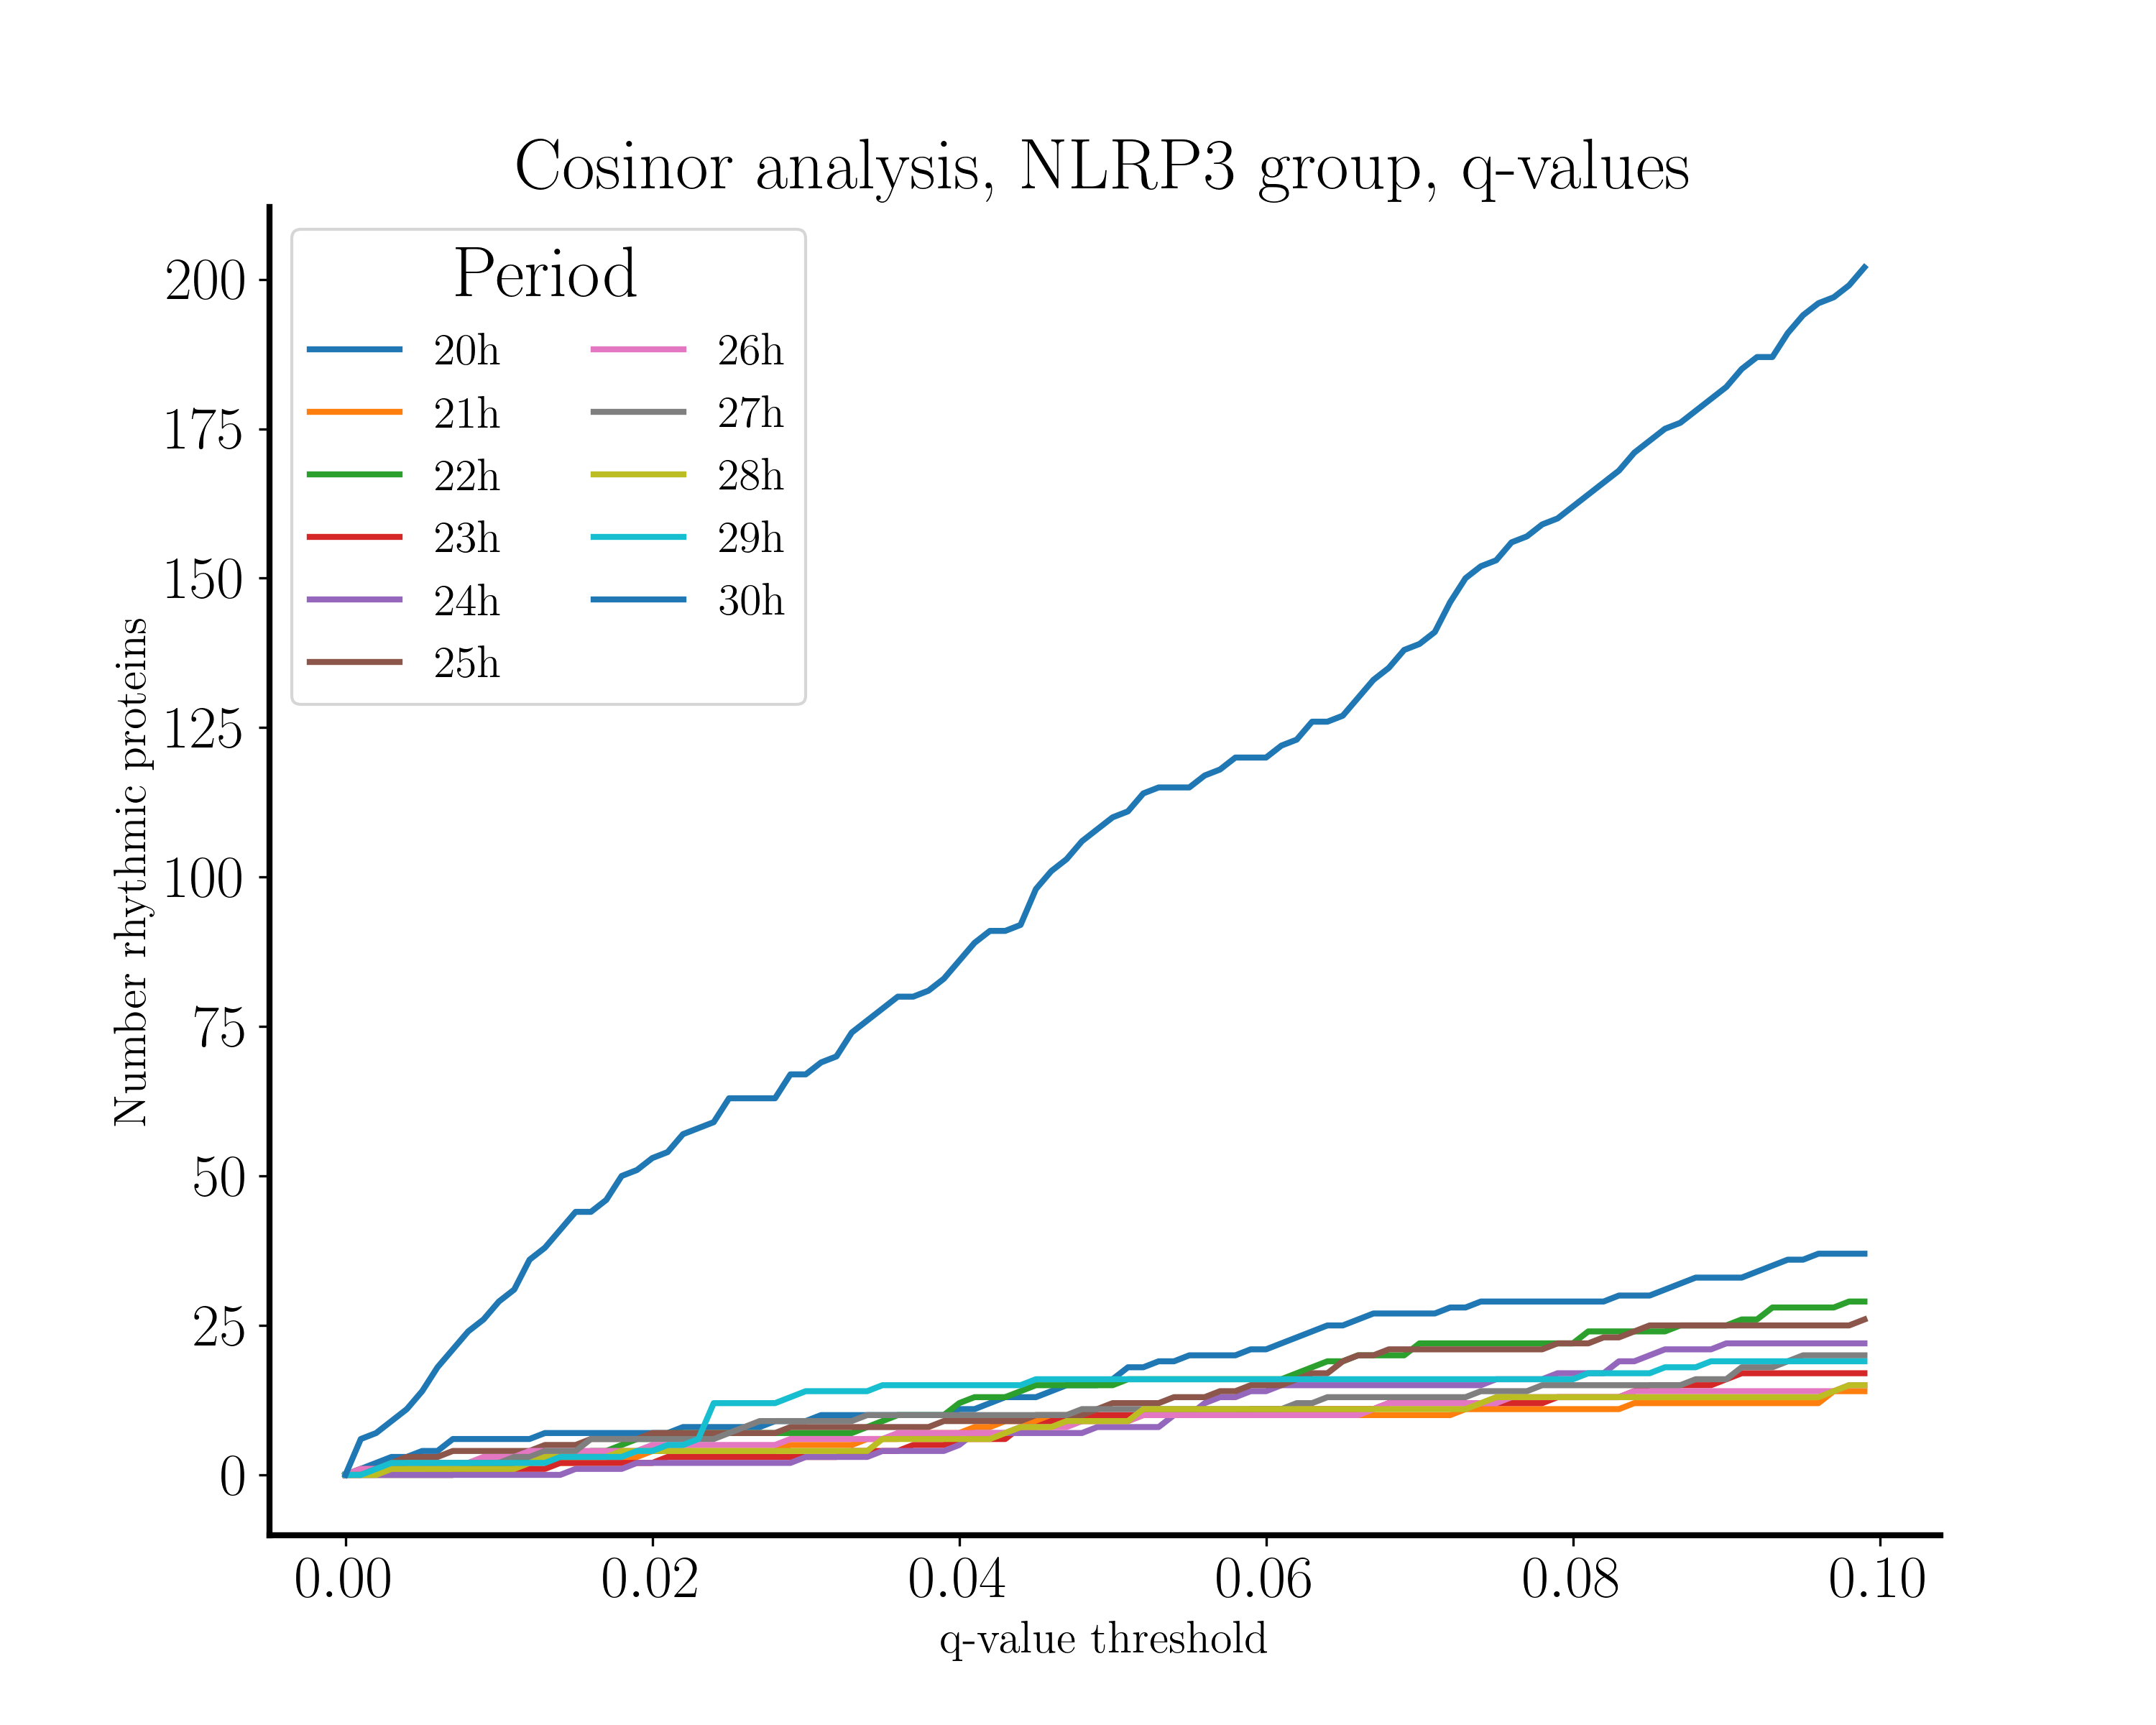 Cosinor analysis, NLRP3 group, q-values
Period
20h
21h
22h
23h
24h
25h
26h
27h
28h
29h
30h
Number rhythmic proteins
200
175
150
125
100
75
50
25
0
0.00 0.02 0.04 0.06 0.08 0.10
q-value threshold